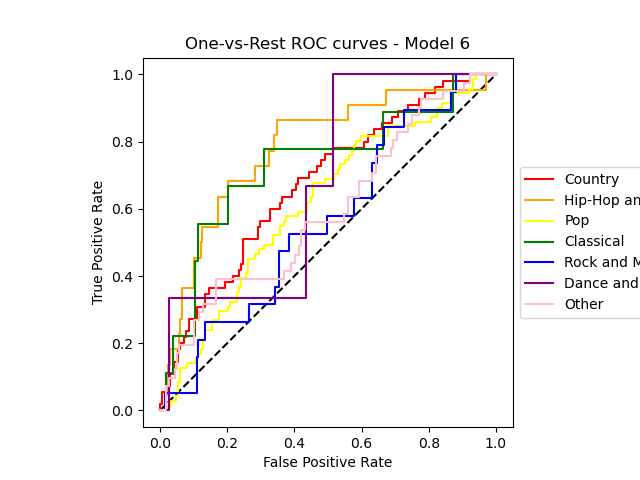 One-vs-Rest ROC curves - Model 6
True Positive Rate
1.0
0.8
0.6
0.4
0.2
0.0
0.0 0.2 0.4 0.6 0.8 1.0
False Positive Rate
Country
Hip-Hop an
Pop
Classical
Rock and M
Dance and
Other